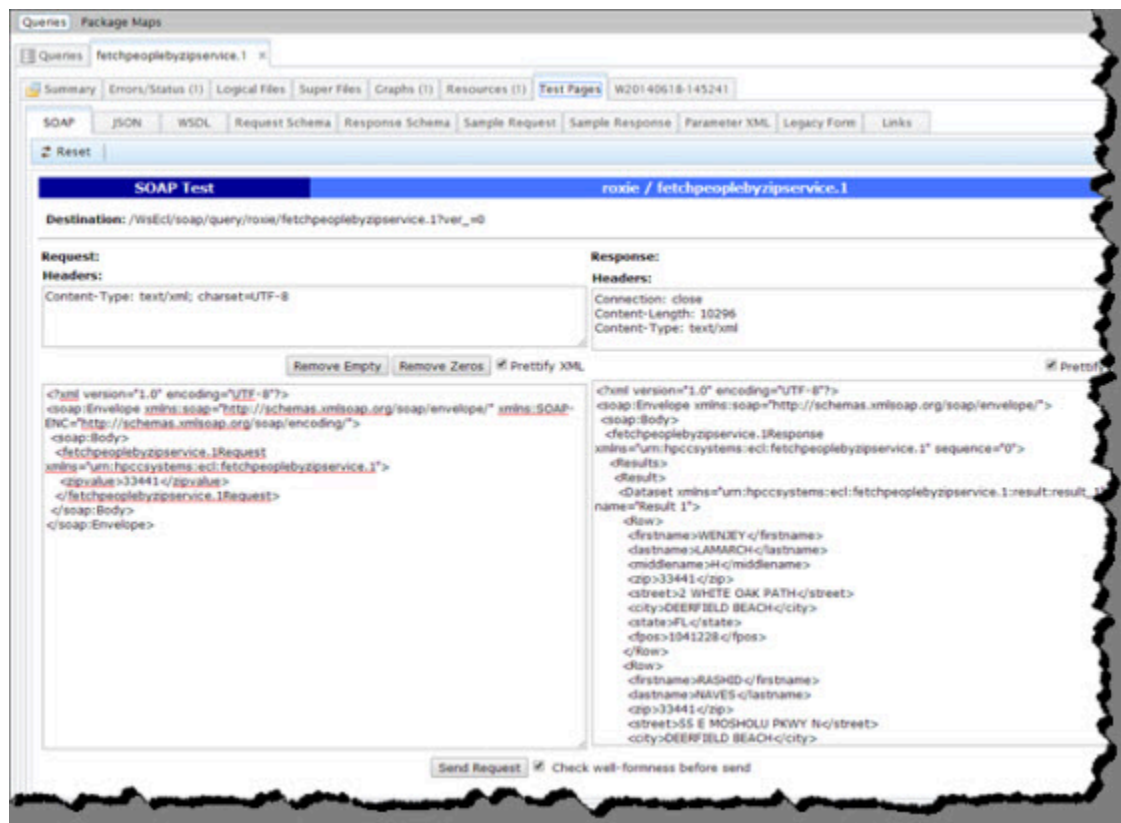 Queries Package Maps
Queries fetchpeoplebyzipservice.1 ×
Summary Errors/Status (1) Logical Files Super Files Graphs (1) Resources (1) Test Pages W20140618-145241
SOAP JSON WSDL Request Schema Response Schema Sample Request Sample Response Parameter XML Legacy Form Links
Reset
SOAP Test roxie / fetchpeoplebyzipservice.1
Destination: /WsEcl/soap/query/roxie/fetchpeoplebyzipservice.1?ver_=0
Request:
Headers:
Content-Type: text/xml; charset=UTF-8
Remove Empty Remove Zeros Prettify XML
<?xml version="1.0" encoding="UTF-8"?>
<soap:Envelope xmlns:soap="http://schemas.xmlsoap.org/soap/envelope/" xmlns:SOAP-
ENC="http://schemas.xmlsoap.org/soap/encoding/">
<soap:Body>
<fetchpeoplebyzipservice.1Request
xmlns="urn:hpccsystems:ecl:fetchpeoplebyzipservice.1">
<zipvalue>33441</zipvalue>
</fetchpeoplebyzipservice.1Request>
</soap:Body>
</soap:Envelope>
Response:
Headers:
Connection: close
Content-Length: 10296
Content-Type: text/xml
Prettif
<?xml version="1.0" encoding="UTF-8"?>
<soap:Envelope xmlns:soap="http://schemas.xmlsoap.org/soap/envelope/">
<soap:Body>
<fetchpeoplebyzipservice.1Response
xmlns="urn:hpccsystems:ecl:fetchpeoplebyzipservice.1" sequence="0">
<Results>
<Result>
<Dataset xmlns="urn:hpccsystems:ecl:fetchpeoplebyzipservice.1:result:result_1
name="Result 1">
<Row>
<firstname>WENJEY</firstname>
<lastname>LAMARCH</lastname>
<middlename>H</middlename>
<zip>33441</zip>
<street>2 WHITE OAK PATH</street>
<city>DEERFIELD BEACH</city>
<state>FL</state>
<fpos>1041228</fpos>
</Row>
<Row>
<firstname>RASHID</firstname>
<lastname>NAVES</lastname>
<zip>33441</zip>
<street>55 E MOSHOLU PKWY N</street>
<city>DEERFIELD BEACH</city>
Send Request Check well-formness before send